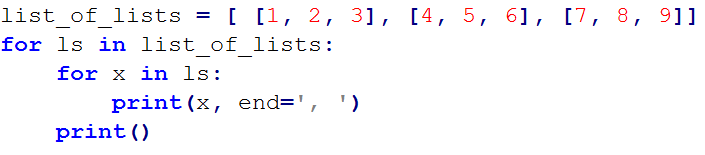 list_of_lists = [ [1, 2, 3], [4, 5, 6], [7, 8, 9]]
for ls in list_of_lists:
    for x in ls:
        print(x, end=', ')
    print()